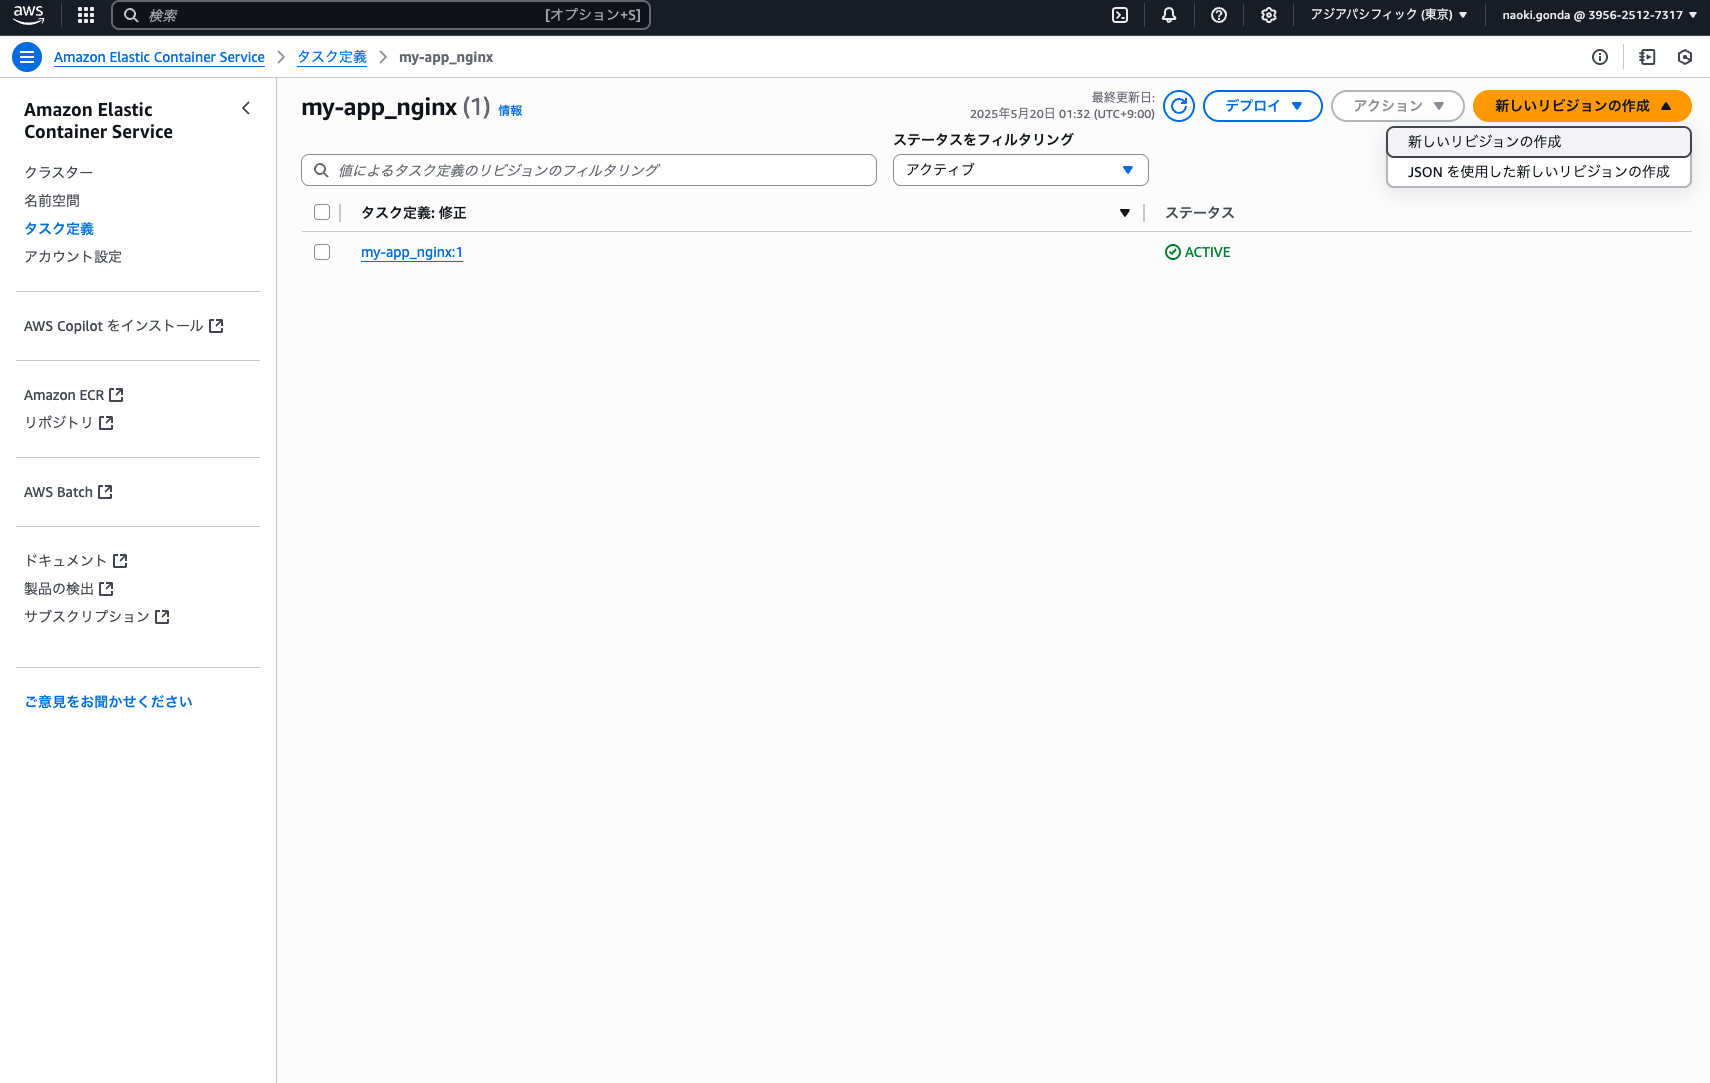 aws
検索
[オプション+S]
アジアパシフィック (東京)
naoki.gonda @ 3956-2512-7317
Amazon Elastic Container Service
タスク定義
my-app_nginx
Amazon Elastic
Container Service
クラスター
名前空間
タスク定義
アカウント設定
AWS Copilot をインストール
Amazon ECR
リポジトリ
AWS Batch
ドキュメント
製品の検出
サブスクリプション
ご意見をお聞かせください
my-app_nginx (1) 情報
最終更新日:
2025年5月20日 01:32 (UTC+9:00)
デプロイ
アクション
新しいリビジョンの作成
新しいリビジョンの作成
JSON を使用した新しいリビジョンの作成
ステータスをフィルタリング
値によるタスク定義のリビジョンのフィルタリング
アクティブ
タスク定義: 修正
ステータス
my-app_nginx:1
ACTIVE